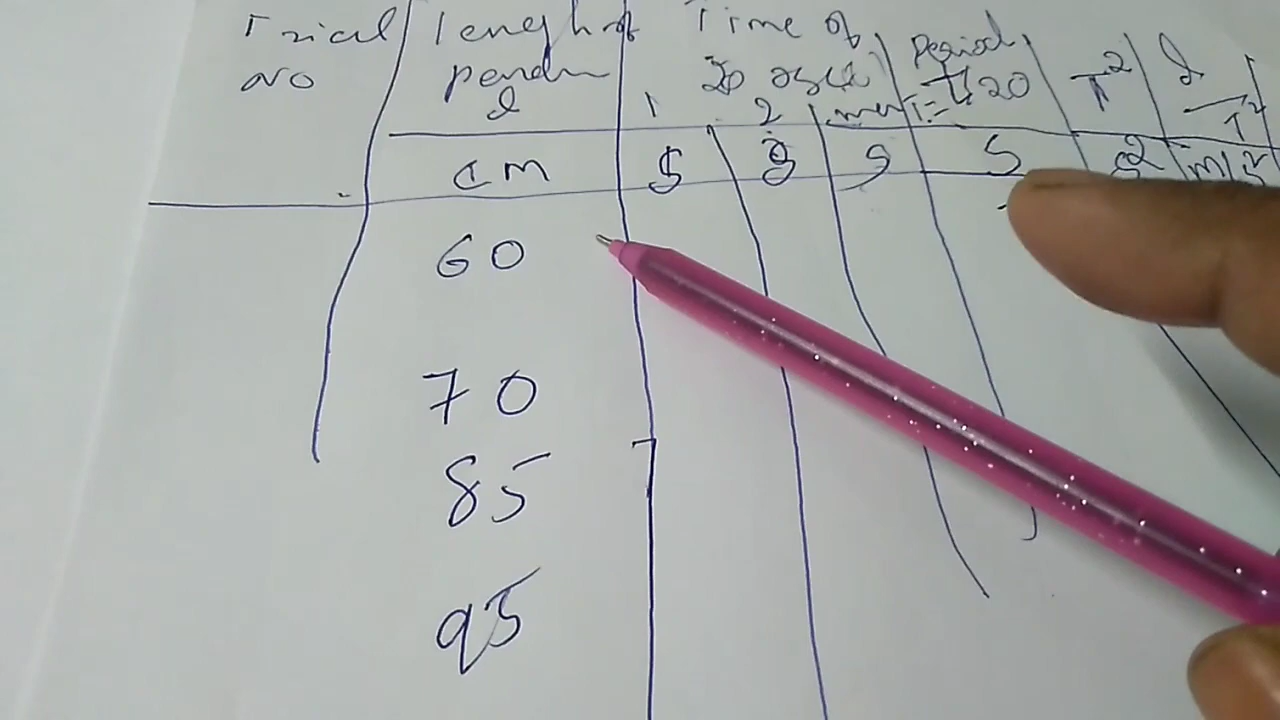 Trial length of Time of Period
No pendu 20 osci t/20 T² l/T²
l 1 2 mean T=
cm s s s s s² m/s²
60
70
85
95